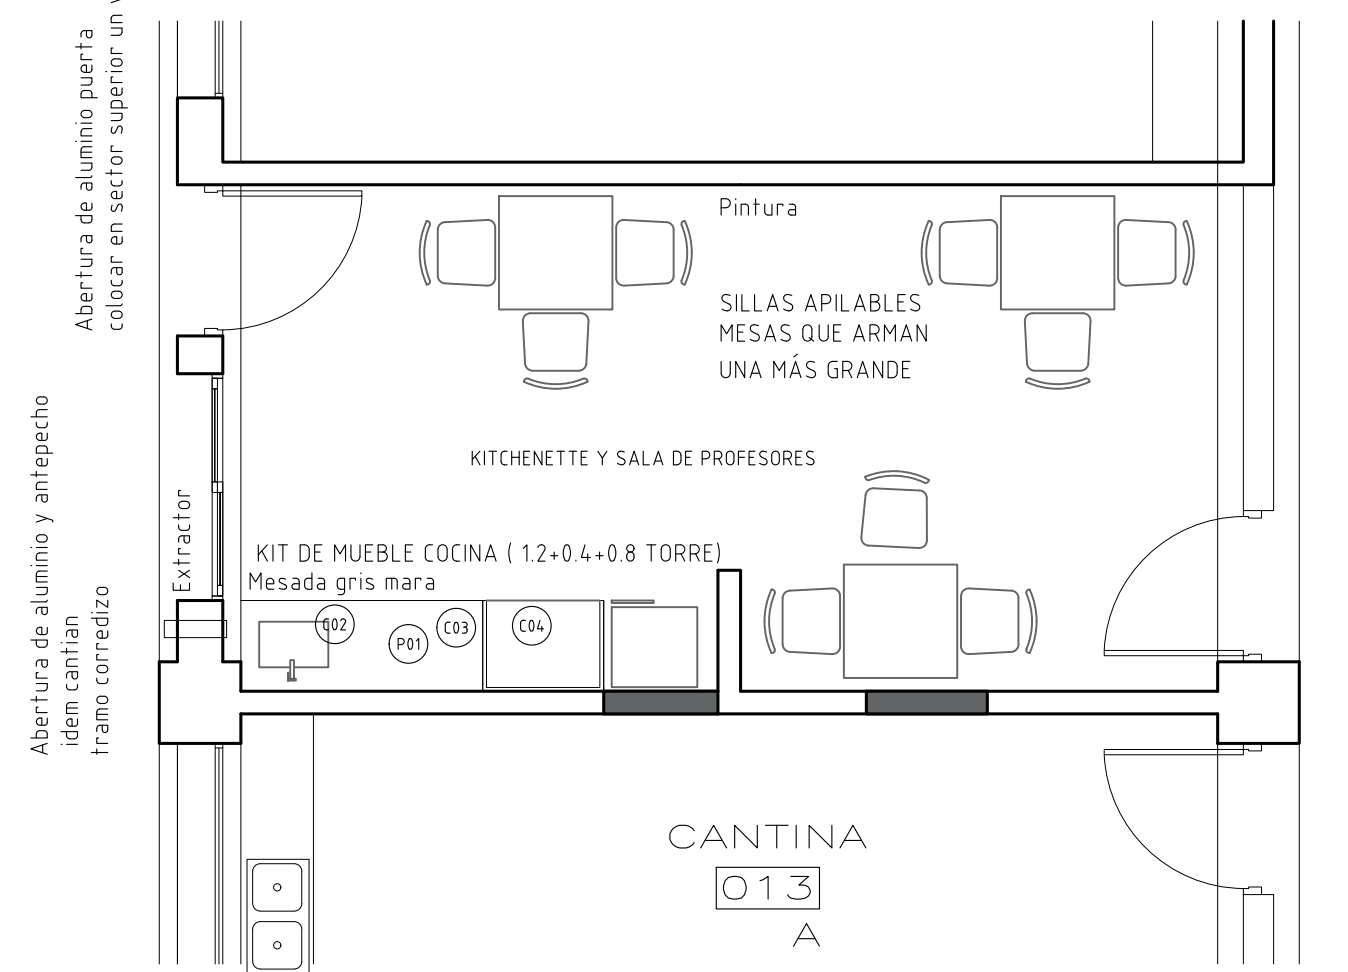 Abertura de aluminio puerta
colocar en sector superior un
Pintura
SILLAS APILABLES
MESAS QUE ARMAN
UNA MÁS GRANDE
KITCHENETTE Y SALA DE PROFESORES
Abertura de aluminio y antepecho
idem cantian
tramo corredizo
Extractor
KIT DE MUEBLE COCINA ( 1.2+0.4+0.8 TORRE)
Mesada gris mara
C02
P01
C03
C04
CANTINA
013
A